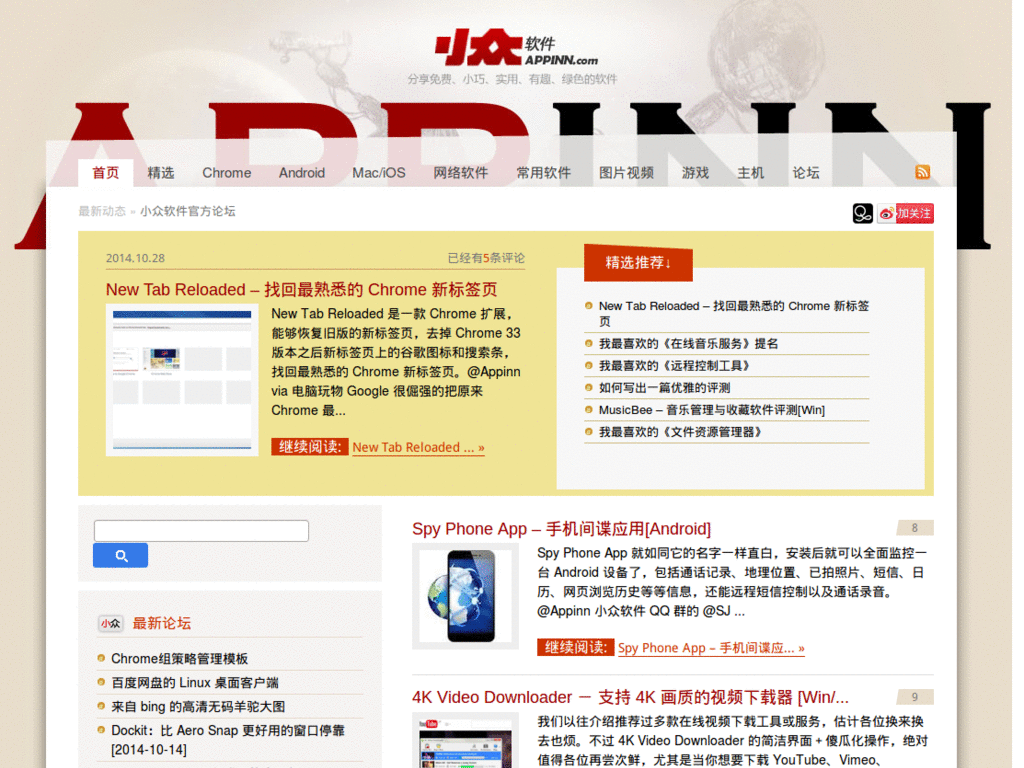 小众软件
APPINN.com
分享免费、小巧、实用、有趣、绿色的软件
APPINN
首页 精选 Chrome Android Mac/iOS 网络软件 常用软件 图片视频 游戏 主机 论坛
最新动态 » 小众软件官方论坛
加关注
2014.10.28 已经有5条评论
New Tab Reloaded – 找回最熟悉的 Chrome 新标签页
New Tab Reloaded 是一款 Chrome 扩展，
能够恢复旧版的新标签页，去掉 Chrome 33
版本之后新标签页上的谷歌图标和搜索条，
找回最熟悉的 Chrome 新标签页。@Appinn
via 电脑玩物 Google 很倔强的把原来
Chrome 最...
继续阅读: New Tab Reloaded ... »
精选推荐↓
New Tab Reloaded – 找回最熟悉的 Chrome 新标签
页
我最喜欢的《在线音乐服务》提名
我最喜欢的《远程控制工具》
如何写出一篇优雅的评测
MusicBee – 音乐管理与收藏软件评测[Win]
我最喜欢的《文件资源管理器》
小众 最新论坛
Chrome组策略管理模板
百度网盘的 Linux 桌面客户端
来自 bing 的高清无码羊驼大图
Dockit：比 Aero Snap 更好用的窗口停靠
[2014-10-14]
Spy Phone App – 手机间谍应用[Android] 8
Spy Phone App 就如同它的名字一样直白，安装后就可以全面监控一
台 Android 设备了，包括通话记录、地理位置、已拍照片、短信、日
历、网页浏览历史等等信息，还能远程短信控制以及通话录音。
@Appinn 小众软件 QQ 群的 @SJ ...
继续阅读: Spy Phone App – 手机间谍应... »
4K Video Downloader － 支持 4K 画质的视频下载器 [Win/... 9
You Tube
我们以往介绍推荐过多款在线视频下载工具或服务，估计各位换来换
去也烦。不过 4K Video Downloader 的简洁界面 + 傻瓜化操作，绝对
值得各位再尝次鲜，尤其是当你想要下载 YouTube、Vimeo、